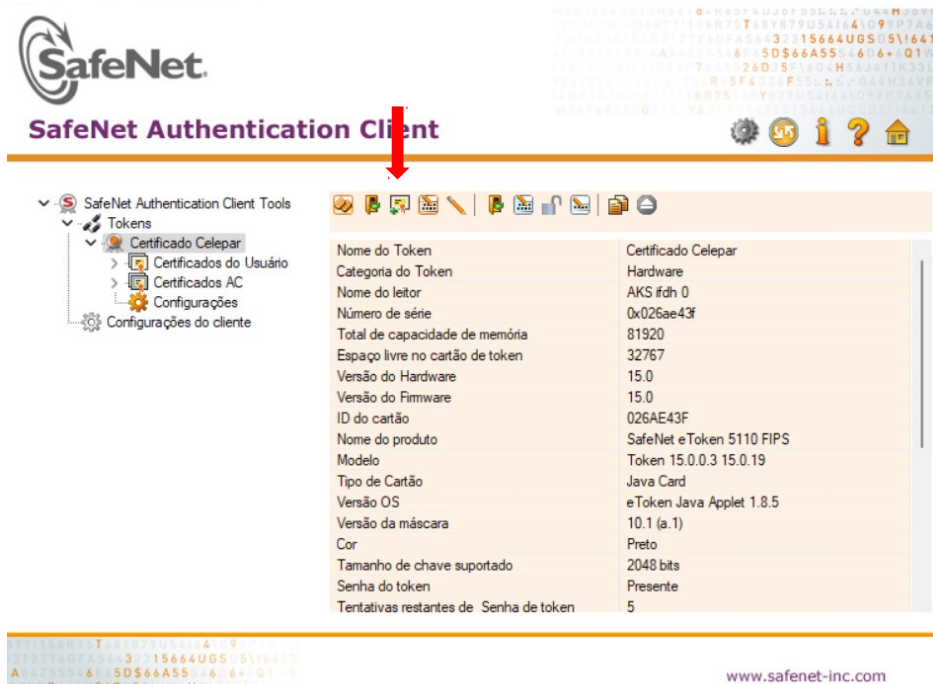 SafeNet.
SafeNet Authentication Client
SafeNet Authentication Client Tools
Tokens
Certificado Celepar
Certificados do Usuário
Certificados AC
Configurações
Configurações do cliente
Nome do Token Certificado Celepar
Categoria do Token Hardware
Nome do leitor AKS ifdh 0
Número de série 0x026ae43f
Total de capacidade de memória 81920
Espaço livre no cartão de token 32767
Versão do Hardware 15.0
Versão do Firmware 15.0
ID do cartão 026AE43F
Nome do produto SafeNet eToken 5110 FIPS
Modelo Token 15.0.0.3 15.0.19
Tipo de Cartão Java Card
Versão OS eToken Java Applet 1.8.5
Versão da máscara 10.1 (a.1)
Cor Preto
Tamanho de chave suportado 2048 bits
Senha do token Presente
Tentativas restantes de Senha de token 5
www.safenet-inc.com